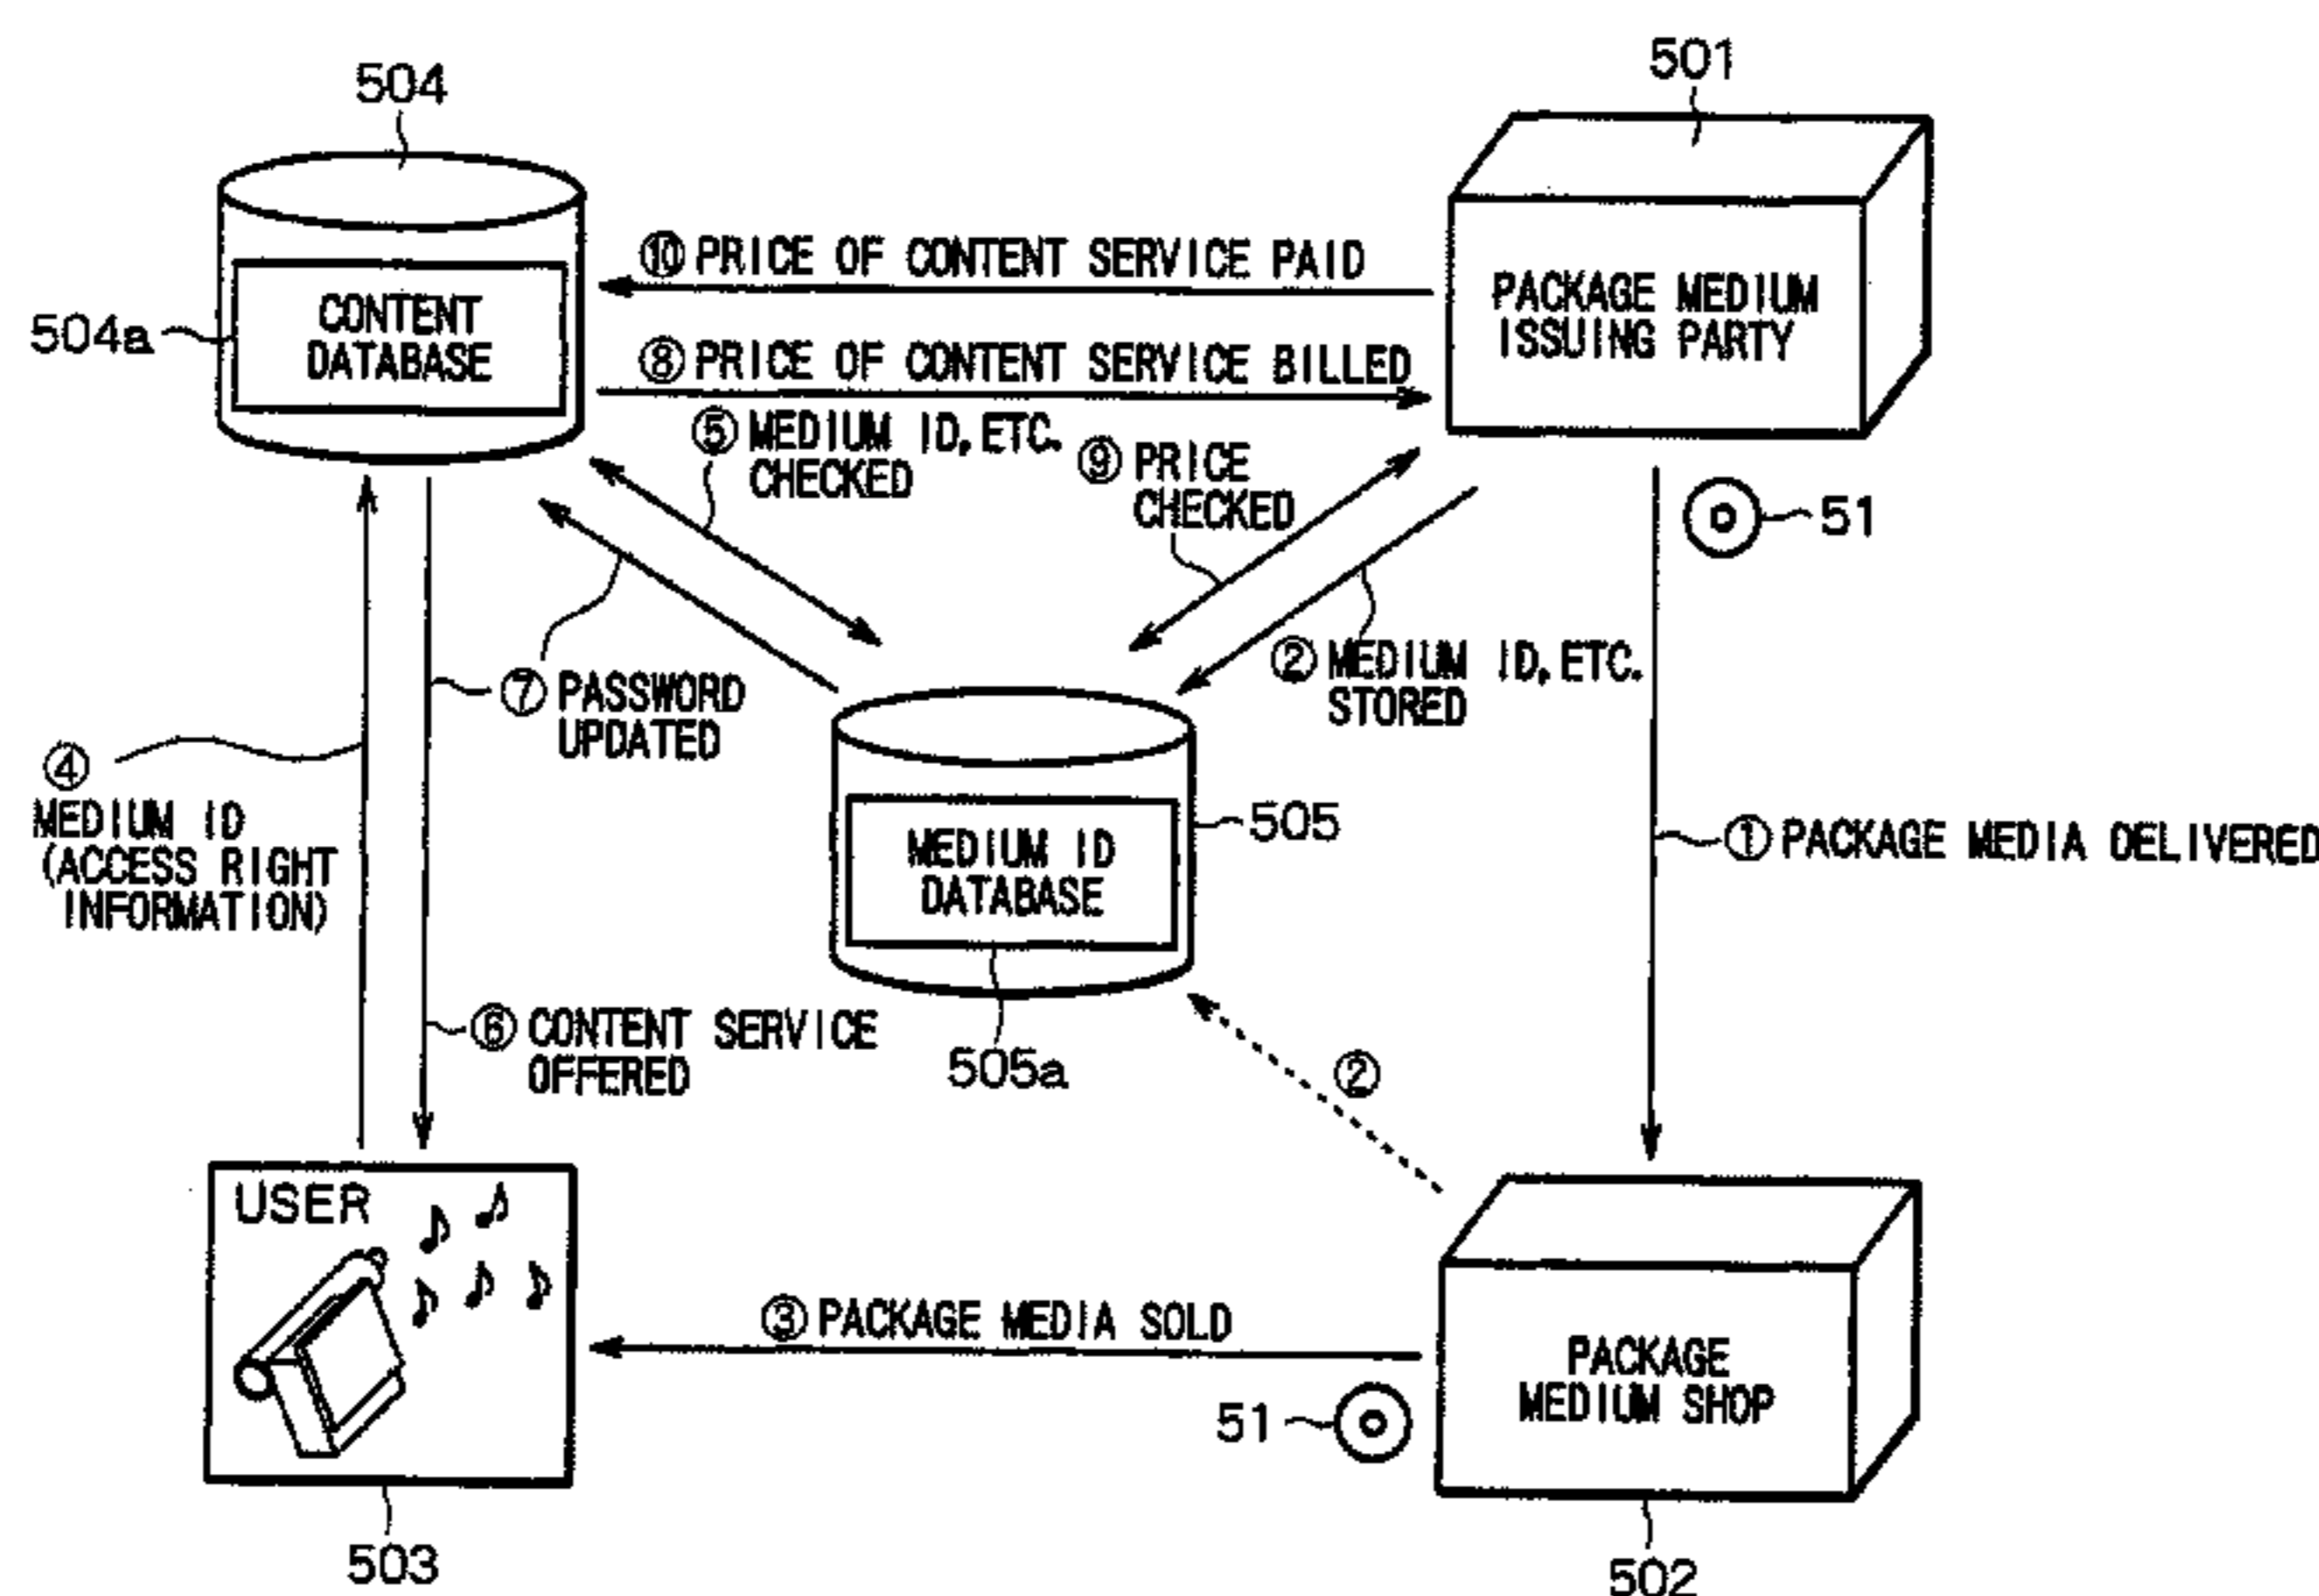 504
501
⑩ PRICE OF CONTENT SERVICE PAID
CONTENT
DATABASE
504a
PACKAGE MEDIUM
ISSUING PARTY
⑧ PRICE OF CONTENT SERVICE BILLED
⑤ MEDIUM ID, ETC.
CHECKED
⑨ PRICE
CHECKED
51
② MEDIUM ID, ETC.
STORED
⑦ PASSWORD
UPDATED
④
MEDIUM ID
(ACCESS RIGHT
INFORMATION)
MEDIUM ID
DATABASE
505
① PACKAGE MEDIA DELIVERED
⑥ CONTENT SERVICE
OFFERED
505a
②
USER
③ PACKAGE MEDIA SOLD
51
PACKAGE
MEDIUM SHOP
503
502